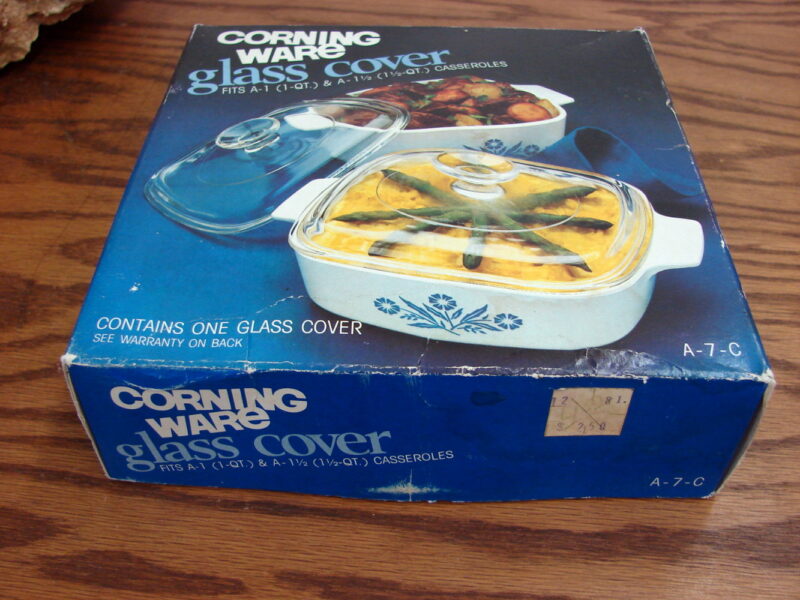 CORNING
WARE
glass cover
FITS A-1 (1-QT.) & A-1½ (1½-QT.) CASSEROLES
CONTAINS ONE GLASS COVER
SEE WARRANTY ON BACK
A-7-C
CORNING
WARE
glass cover
FITS A-1 (1-QT.) & A-1½ (1½-QT.) CASSEROLES
12 81.
A-7-C